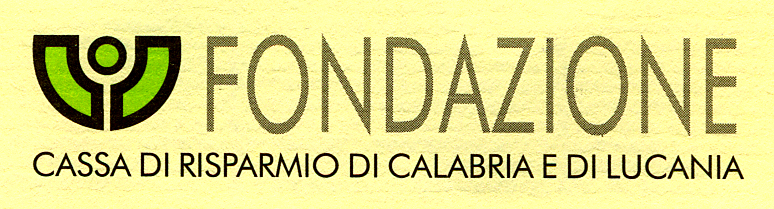 FONDAZIONE
CASSA DI RISPARMIO DI CALABRIA E DI LUCANIA